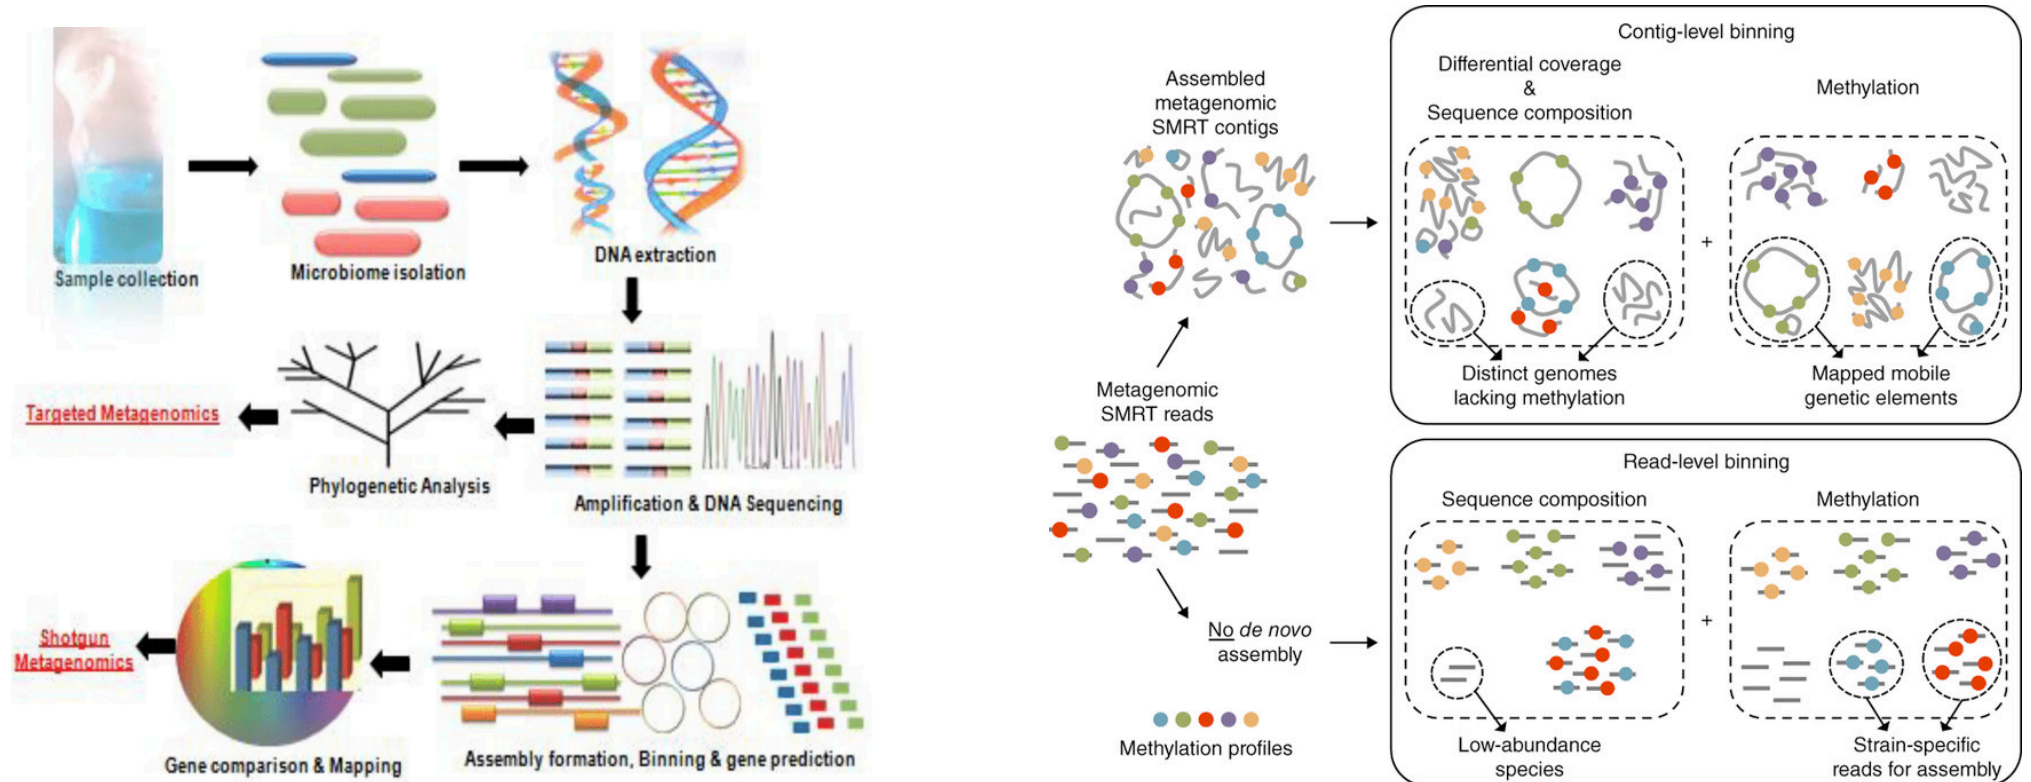 Sample collection
Microbiome isolation
DNA extraction
Targeted Metagenomics
Phylogenetic Analysis
Amplification & DNA Sequencing
Shotgun
Metagenomics
Gene comparison & Mapping
Assembly formation, Binning & gene prediction
Assembled
metagenomic
SMRT contigs
Metagenomic
SMRT reads
No de novo
assembly
Methylation profiles
Contig-level binning
Differential coverage
&
Sequence composition
Methylation
+
Distinct genomes
lacking methylation
Mapped mobile
genetic elements
Read-level binning
Sequence composition
Methylation
+
Low-abundance
species
Strain-specific
reads for assembly